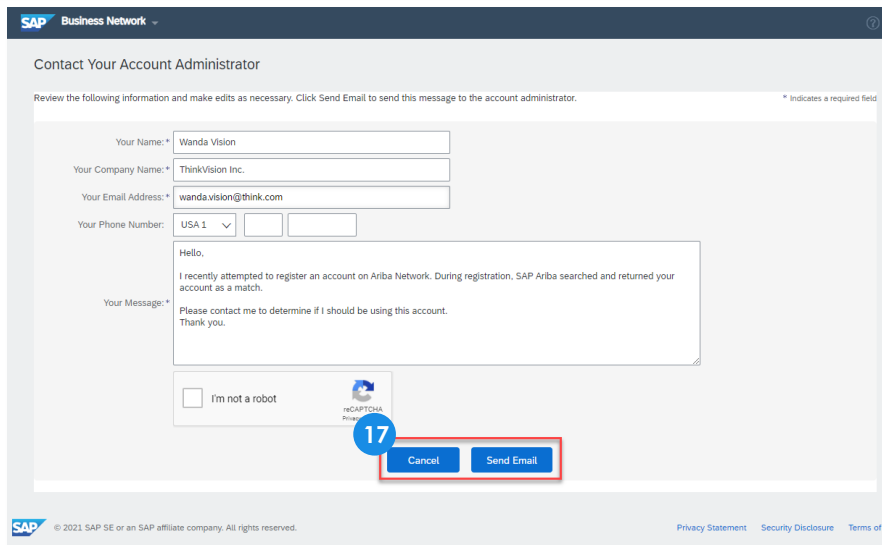 SAP Business Network
Contact Your Account Administrator
Review the following information and make edits as necessary. Click Send Email to send this message to the account administrator.
* Indicates a required field
Your Name:* Wanda Vision
Your Company Name:* ThinkVision Inc.
Your Email Address:* wanda.vision@think.com
Your Phone Number: USA 1
Your Message:*
Hello,
I recently attempted to register an account on Ariba Network. During registration, SAP Ariba searched and returned your
account as a match.
Please contact me to determine if I should be using this account.
Thank you.
I'm not a robot
reCAPTCHA
17
Cancel Send Email
SAP © 2021 SAP SE or an SAP affiliate company. All rights reserved. Privacy Statement Security Disclosure Terms of